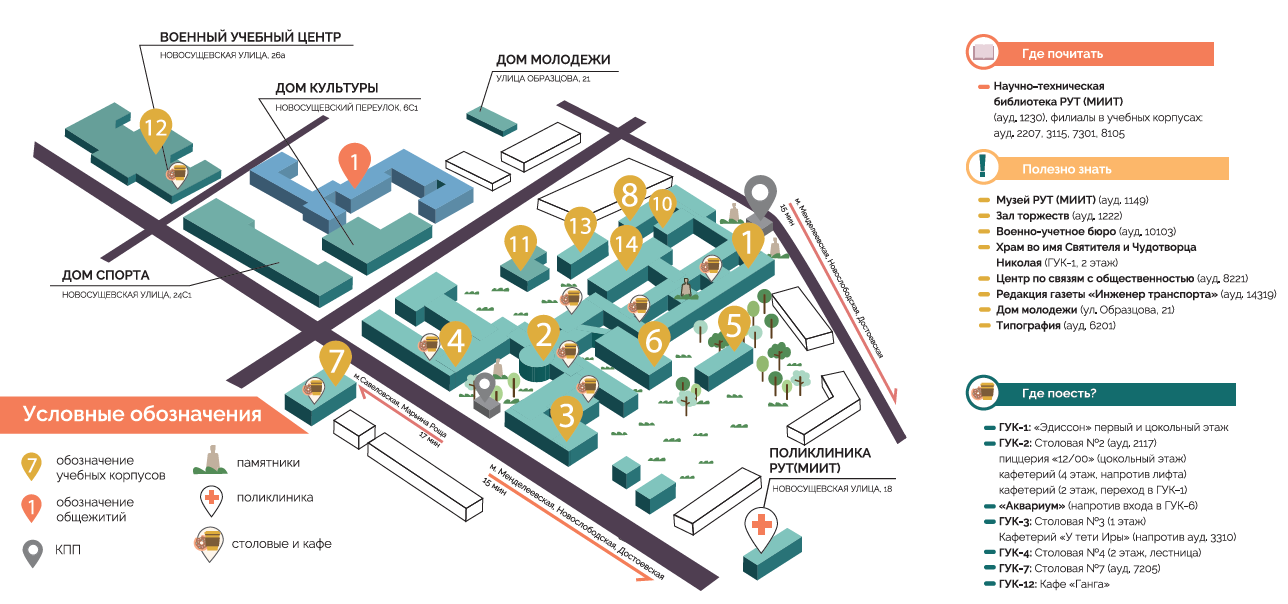 ВОЕННЫЙ УЧЕБНЫЙ ЦЕНТР
НОВОСУЩЕВСКАЯ УЛИЦА, 26а
ДОМ МОЛОДЕЖИ
УЛИЦА ОБРАЗЦОВА, 21
ДОМ КУЛЬТУРЫ
НОВОСУЩЕВСКИЙ ПЕРЕУЛОК, 6С1
12
1
8
10
13
14
11
1
м. Менделеевская, Новослободская, Достоевская
15 мин
ДОМ СПОРТА
НОВОСУЩЕВСКАЯ УЛИЦА, 24С1
4
2
6
5
7
3
м.Савеловская, Марьина Роща
17 мин
м. Менделеевская, Новослободская, Достоевская
15 мин
ПОЛИКЛИНИКА
РУТ(МИИТ)
НОВОСУЩЕВСКАЯ УЛИЦА, 18
Условные обозначения
7
обозначение
учебных корпусов
1
обозначение
общежитий
КПП
памятники
поликлиника
столовые и кафе
Где почитать
Научно-техническая
библиотека РУТ (МИИТ)
(ауд. 1230), филиалы в учебных корпусах:
ауд. 2207, 3115, 7301, 8105
!
Полезно знать
Музей РУТ (МИИТ) (ауд. 1149)
Зал торжеств (ауд. 1222)
Военно-учетное бюро (ауд. 10103)
Храм во имя Святителя и Чудотворца
Николая (ГУК-1, 2 этаж)
Центр по связям с общественностью (ауд. 8221)
Редакция газеты «Инженер транспорта» (ауд. 14319)
Дом молодежи (ул. Образцова, 21)
Типография (ауд. 6201)
Где поесть?
ГУК-1: «Эдиссон» первый и цокольный этаж
ГУК-2: Столовая №2 (ауд. 2117)
пиццерия «12/00» (цокольный этаж)
кафетерий (4 этаж, напротив лифта)
кафетерий (2 этаж, переход в ГУК-1)
«Аквариум» (напротив входа в ГУК-6)
ГУК-3: Столовая №3 (1 этаж)
Кафетерий «У тети Иры» (напротив ауд. 3310)
ГУК-4: Столовая №4 (2 этаж, лестница)
ГУК-7: Столовая №7 (ауд. 7205)
ГУК-12: Кафе «Ганга»